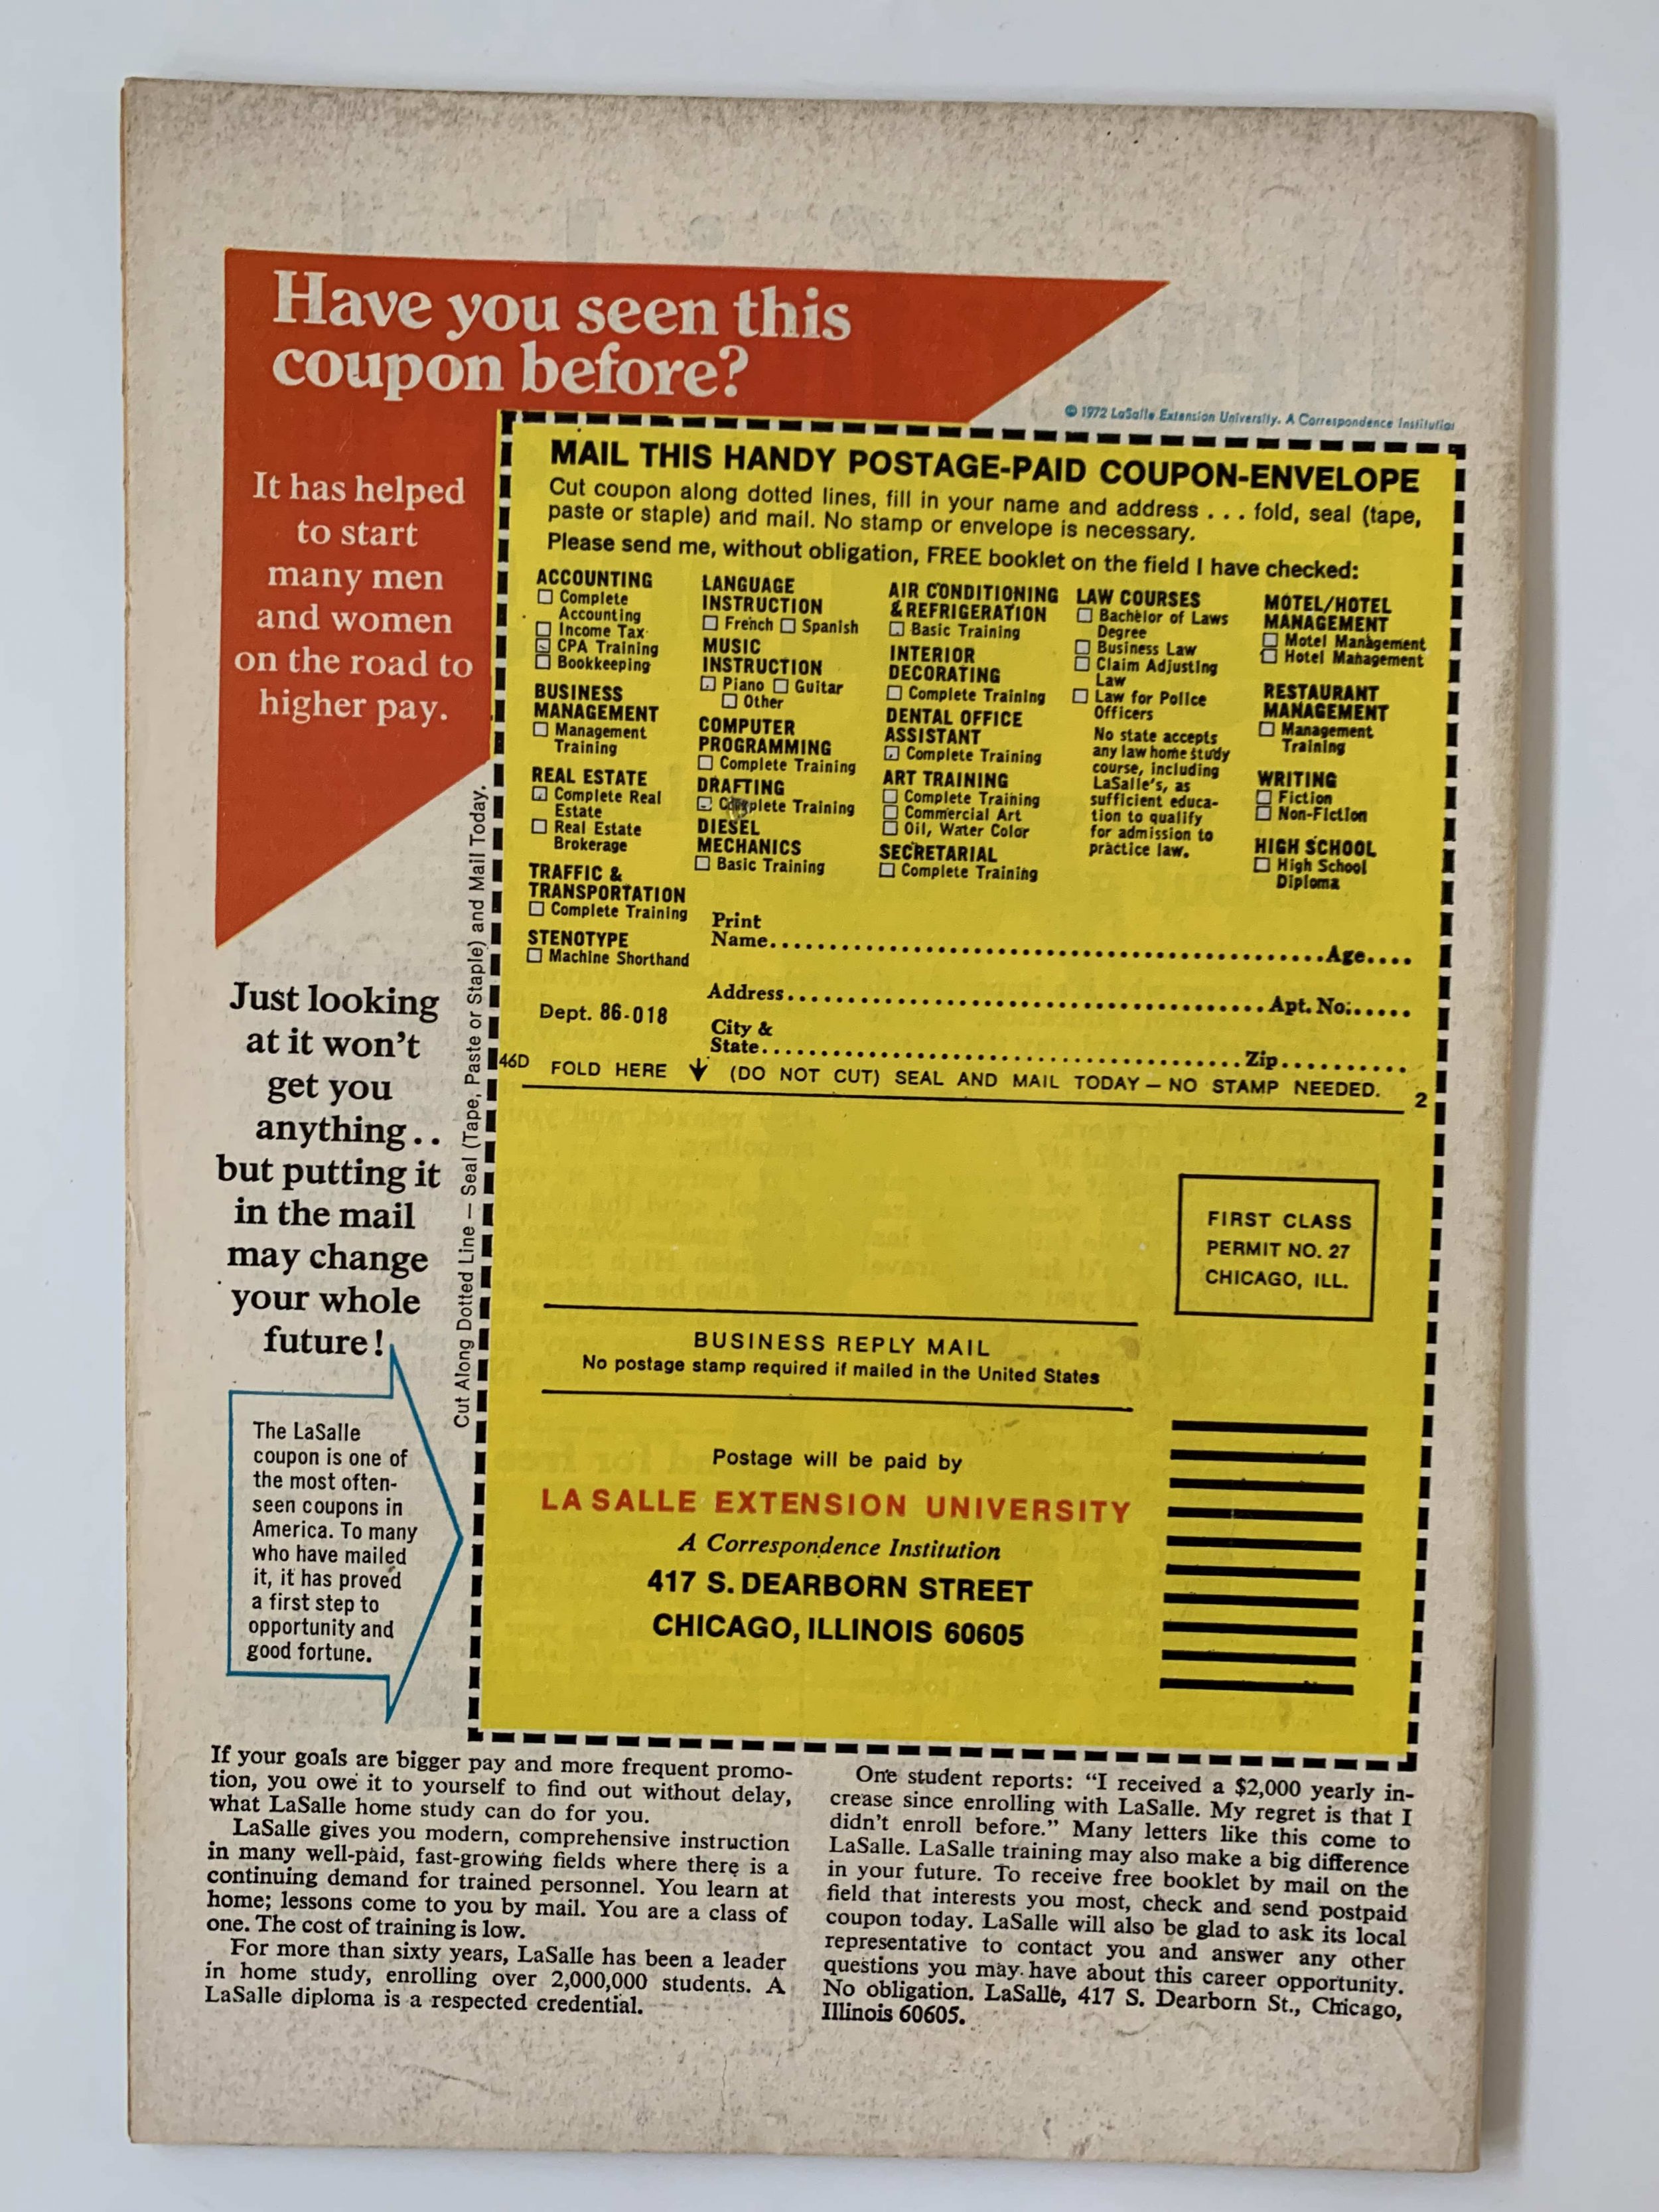 Have you seen this
coupon before?
© 1972 LaSalle Extension University. A Correspondence Institution
It has helped
to start
many men
and women
on the road to
higher pay.
Just looking
at it won't
get you
anything..
but putting it
in the mail
may change
your whole
future!
The LaSalle
coupon is one of
the most often-
seen coupons in
America. To many
who have mailed
it, it has proved
a first step to
opportunity and
good fortune.
Cut Along Dotted Line — Seal (Tape, Paste or Staple) and Mail Today.
MAIL THIS HANDY POSTAGE-PAID COUPON-ENVELOPE
Cut coupon along dotted lines, fill in your name and address . . . fold, seal (tape,
paste or staple) and mail. No stamp or envelope is necessary.
Please send me, without obligation, FREE booklet on the field I have checked:
ACCOUNTING
Complete
Accounting
Income Tax
CPA Training
Bookkeeping
BUSINESS
MANAGEMENT
Management
Training
REAL ESTATE
Complete Real
Estate
Real Estate
Brokerage
TRAFFIC &
TRANSPORTATION
Complete Training
STENOTYPE
Machine Shorthand
LANGUAGE
INSTRUCTION
French Spanish
MUSIC
INSTRUCTION
Piano Guitar
Other
COMPUTER
PROGRAMMING
Complete Training
DRAFTING
Complete Training
DIESEL
MECHANICS
Basic Training
AIR CONDITIONING
& REFRIGERATION
Basic Training
INTERIOR
DECORATING
Complete Training
DENTAL OFFICE
ASSISTANT
Complete Training
ART TRAINING
Complete Training
Commercial Art
Oil, Water Color
SECRETARIAL
Complete Training
LAW COURSES
Bachelor of Laws
Degree
Business Law
Claim Adjusting
Law
Law for Police
Officers
No state accepts
any law home study
course, including
LaSalle's, as
sufficient educa-
tion to qualify
for admission to
practice law.
MOTEL/HOTEL
MANAGEMENT
Motel Management
Hotel Management
RESTAURANT
MANAGEMENT
Management
Training
WRITING
Fiction
Non-Fiction
HIGH SCHOOL
High School
Diploma
Print
Name.......... Age....
Address.......... Apt. No:......
Dept. 86-018
City &
State.......... Zip..........
46D FOLD HERE ↓ (DO NOT CUT) SEAL AND MAIL TODAY — NO STAMP NEEDED. 2
FIRST CLASS
PERMIT NO. 27
CHICAGO, ILL.
BUSINESS REPLY MAIL
No postage stamp required if mailed in the United States
Postage will be paid by
LA SALLE EXTENSION UNIVERSITY
A Correspondence Institution
417 S. DEARBORN STREET
CHICAGO, ILLINOIS 60605
If your goals are bigger pay and more frequent promo-
tion, you owe it to yourself to find out without delay,
what LaSalle home study can do for you.
LaSalle gives you modern, comprehensive instruction
in many well-paid, fast-growing fields where there is a
continuing demand for trained personnel. You learn at
home; lessons come to you by mail. You are a class of
one. The cost of training is low.
For more than sixty years, LaSalle has been a leader
in home study, enrolling over 2,000,000 students. A
LaSalle diploma is a respected credential.
One student reports: "I received a $2,000 yearly in-
crease since enrolling with LaSalle. My regret is that I
didn't enroll before." Many letters like this come to
LaSalle. LaSalle training may also make a big difference
in your future. To receive free booklet by mail on the
field that interests you most, check and send postpaid
coupon today. LaSalle will also be glad to ask its local
representative to contact you and answer any other
questions you may have about this career opportunity.
No obligation. LaSalle, 417 S. Dearborn St., Chicago,
Illinois 60605.